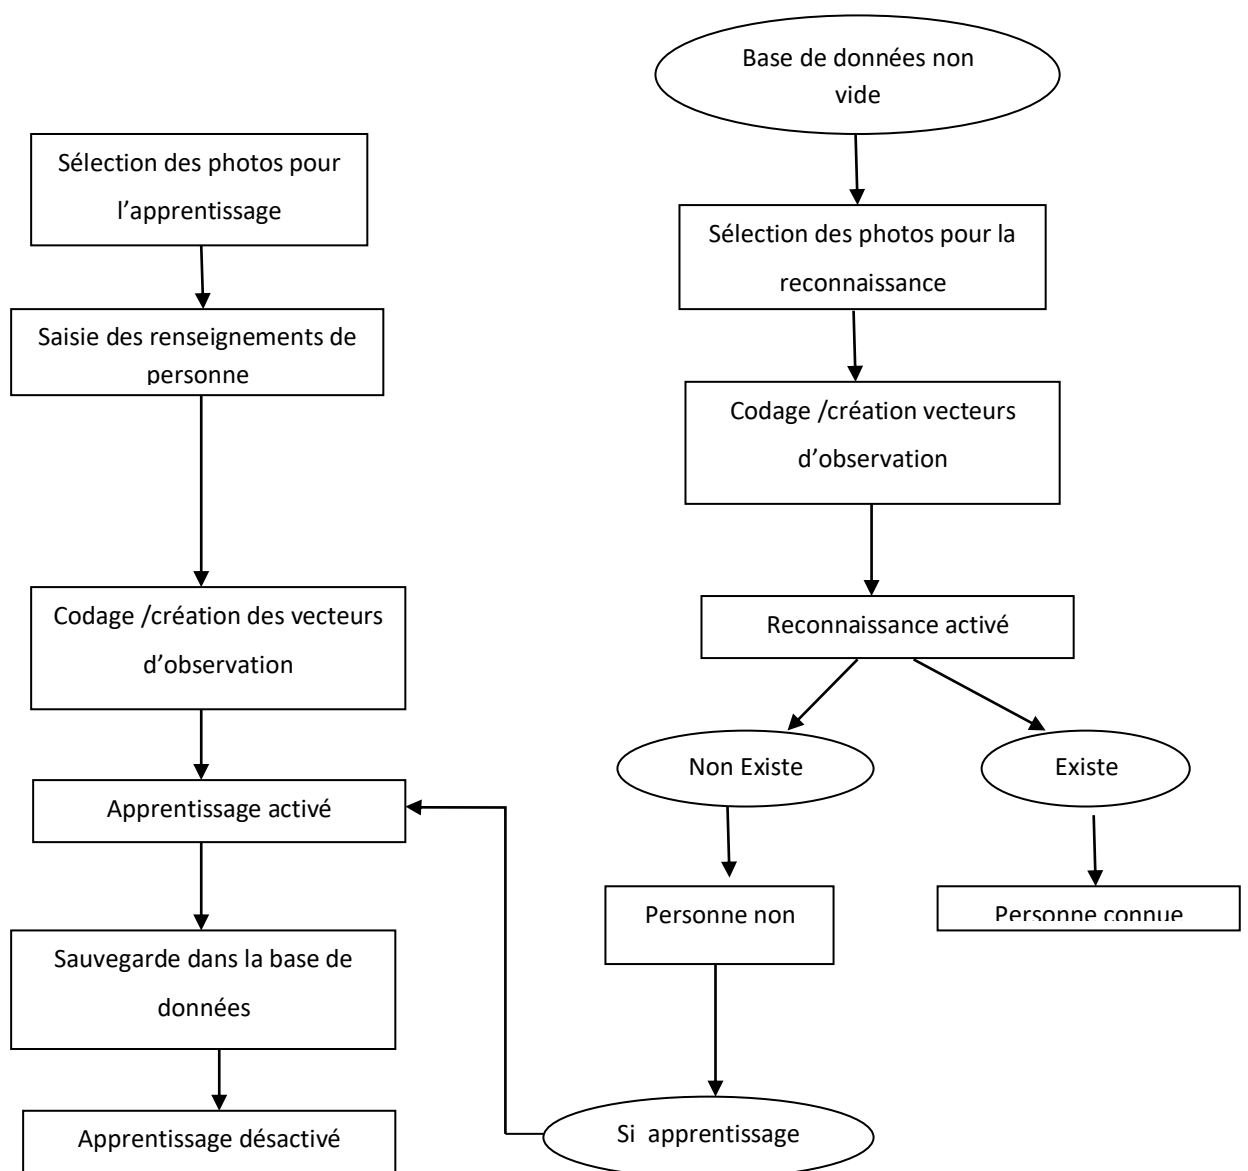 Base de données non
vide
Sélection des photos pour
l’apprentissage
Sélection des photos pour la
reconnaissance
Saisie des renseignements de
personne
Codage /création vecteurs
d’observation
Codage /création des vecteurs
d’observation
Reconnaissance activé
Non Existe
Existe
Apprentissage activé
Personne non
Personne connue
Sauvegarde dans la base de
données
Si apprentissage
Apprentissage désactivé